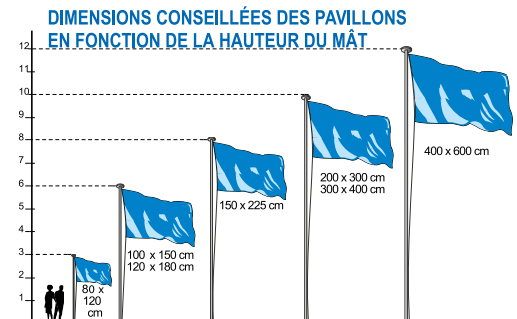 DIMENSIONS CONSEILLÉES DES PAVILLONS
EN FONCTION DE LA HAUTEUR DU MÂT
12
11
10
9
8
7
6
5
4
3
2
1
80 x
120
cm
100 x 150 cm
120 x 180 cm
150 x 225 cm
200 x 300 cm
300 x 400 cm
400 x 600 cm